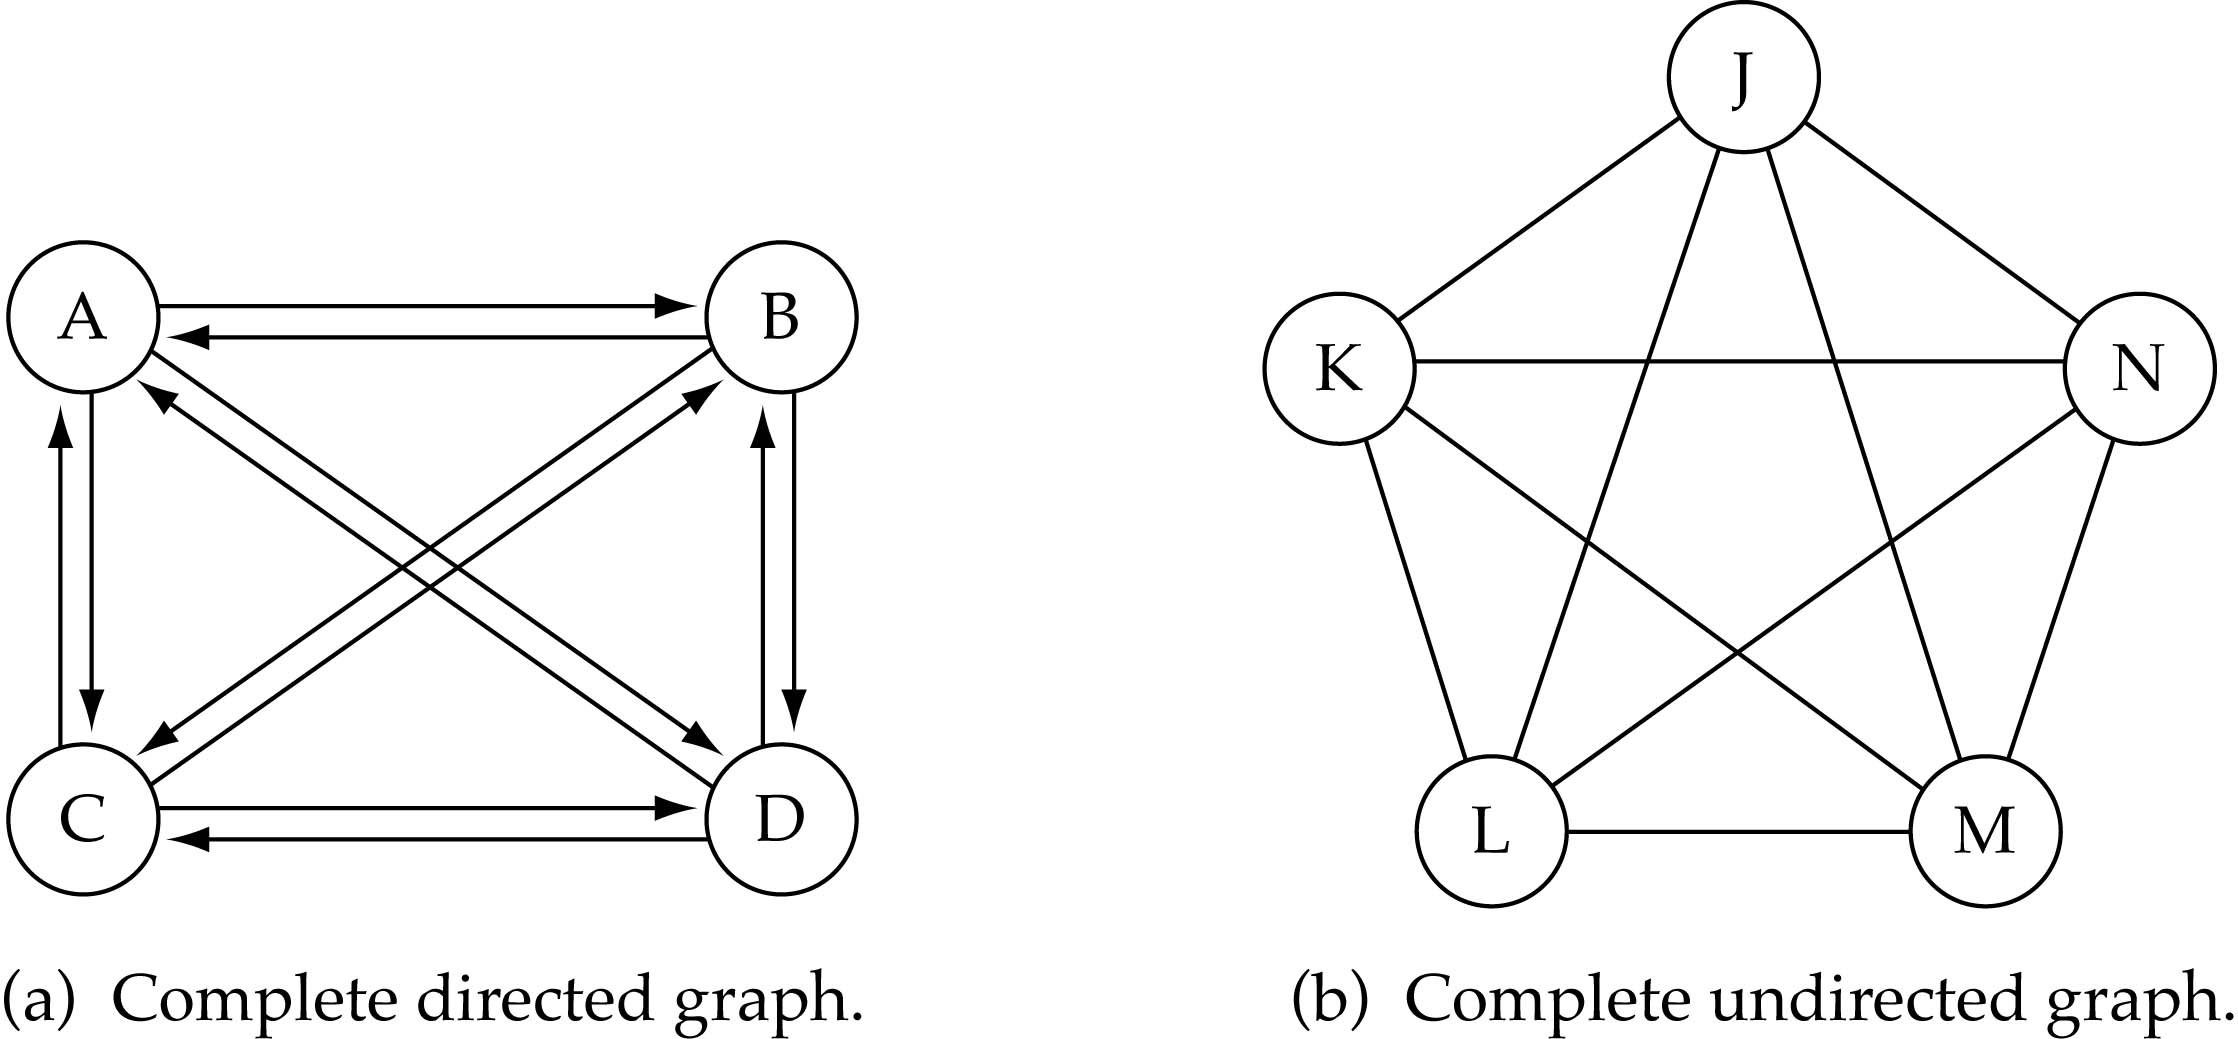 J
A
B
K
N
C
D
L
M
(a) Complete directed graph.
(b) Complete undirected graph.